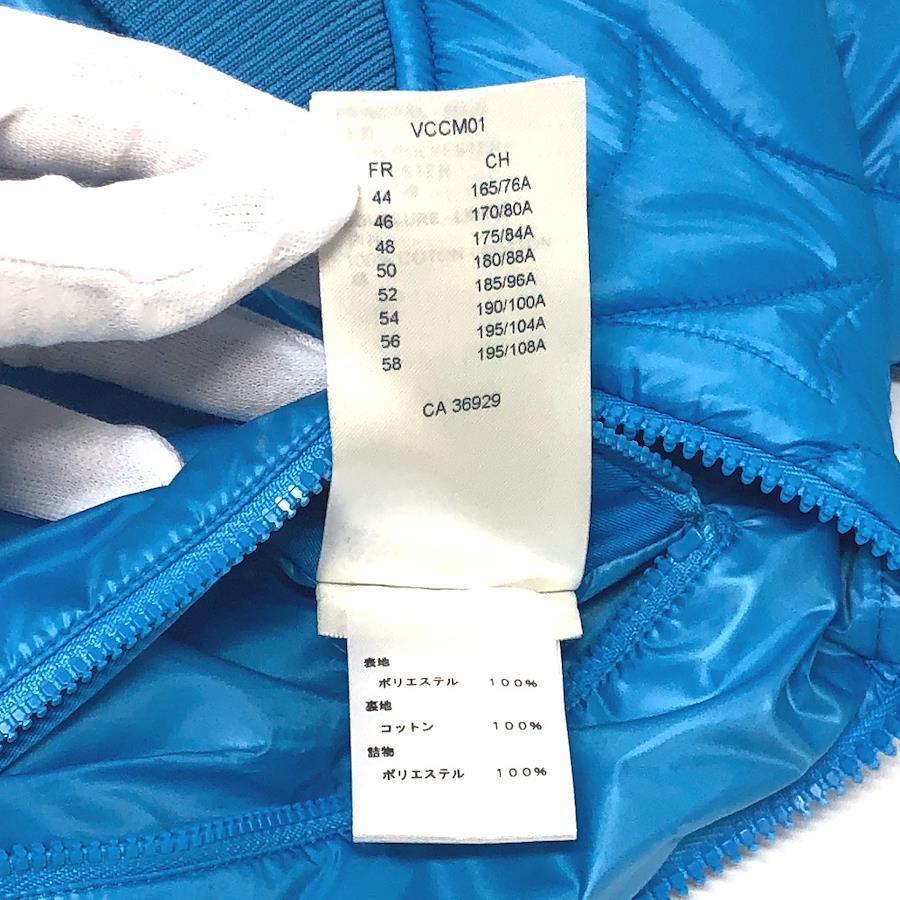 VCCM01
FR CH
44 165/76A
46 170/80A
48 175/84A
50 180/88A
52 185/96A
54 190/100A
56 195/104A
58 195/108A
CA 36929
表地
ポリエステル 100%
裏地
コットン 100%
詰物
ポリエステル 100%